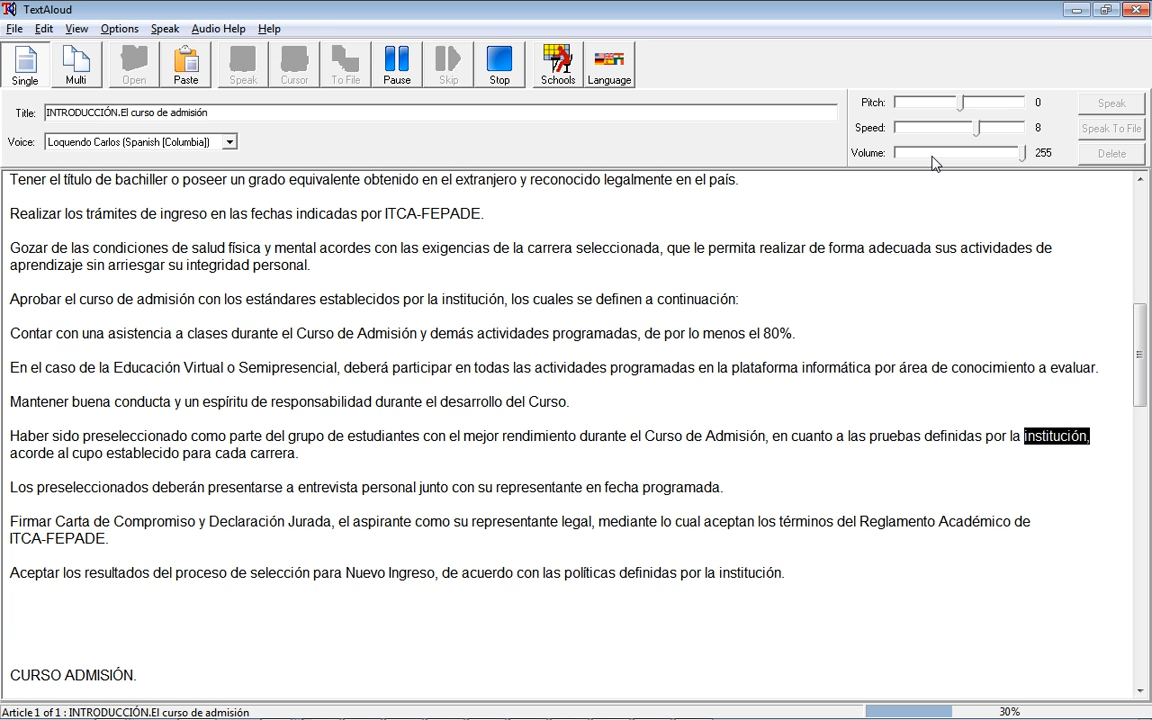 TextAloud
File Edit View Options Speak Audio Help Help
Single Multi Open Paste Speak Cursor To File Pause Skip Stop Schools Language
Title: INTRODUCCIÓN.El curso de admisión
Voice: Loquendo Carlos (Spanish [Columbia])
Pitch: 0 Speak
Speed: 8 Speak To File
Volume: 255 Delete
Tener el título de bachiller o poseer un grado equivalente obtenido en el extranjero y reconocido legalmente en el país.
Realizar los trámites de ingreso en las fechas indicadas por ITCA-FEPADE.
Gozar de las condiciones de salud física y mental acordes con las exigencias de la carrera seleccionada, que le permita realizar de forma adecuada sus actividades de
aprendizaje sin arriesgar su integridad personal.
Aprobar el curso de admisión con los estándares establecidos por la institución, los cuales se definen a continuación:
Contar con una asistencia a clases durante el Curso de Admisión y demás actividades programadas, de por lo menos el 80%.
En el caso de la Educación Virtual o Semipresencial, deberá participar en todas las actividades programadas en la plataforma informática por área de conocimiento a evaluar.
Mantener buena conducta y un espíritu de responsabilidad durante el desarrollo del Curso.
Haber sido preseleccionado como parte del grupo de estudiantes con el mejor rendimiento durante el Curso de Admisión, en cuanto a las pruebas definidas por la institución,
acorde al cupo establecido para cada carrera.
Los preseleccionados deberán presentarse a entrevista personal junto con su representante en fecha programada.
Firmar Carta de Compromiso y Declaración Jurada, el aspirante como su representante legal, mediante lo cual aceptan los términos del Reglamento Académico de
ITCA-FEPADE.
Aceptar los resultados del proceso de selección para Nuevo Ingreso, de acuerdo con las políticas definidas por la institución.
CURSO ADMISIÓN.
Article 1 of 1 : INTRODUCCIÓN.El curso de admisión 30%